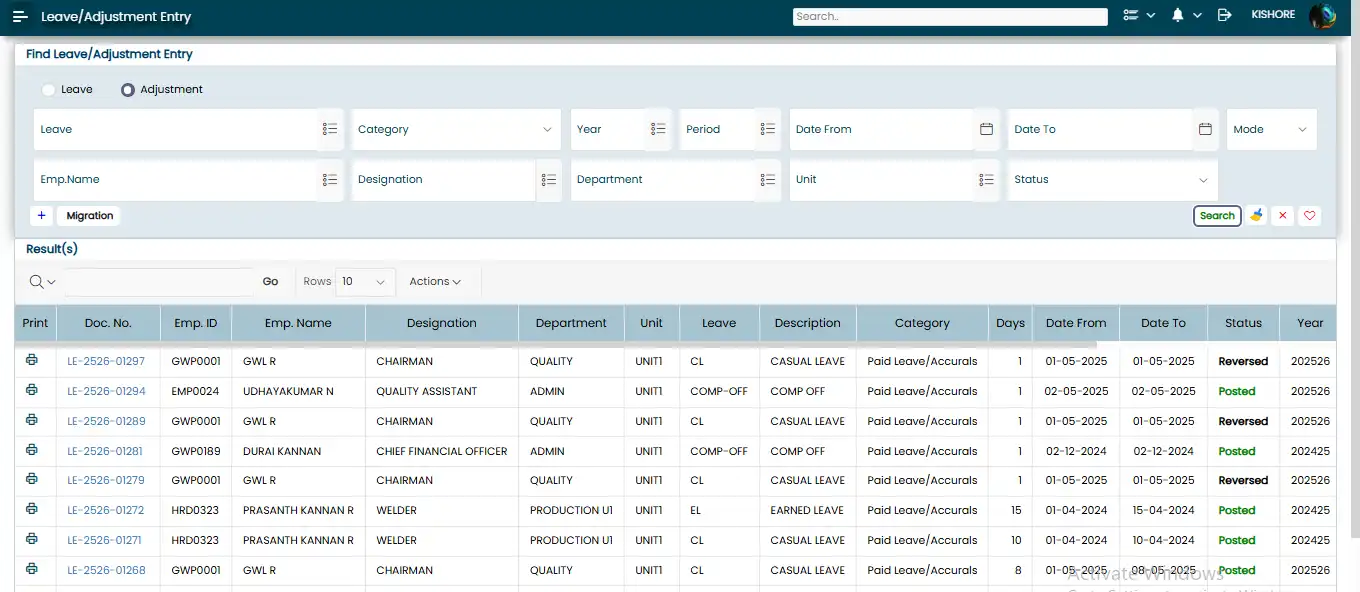 Leave/Adjustment Entry Search.. KISHORE
Find Leave/Adjustment Entry
Leave Adjustment
Leave Category Year Period Date From Date To Mode
Emp.Name Designation Department Unit Status
+ Migration Search
Result(s)
Go Rows 10 Actions
Print Doc. No. Emp. ID Emp. Name Designation Department Unit Leave Description Category Days Date From Date To Status Year
LE-2526-01297 GWP0001 GWL R CHAIRMAN QUALITY UNIT1 CL CASUAL LEAVE Paid Leave/Accurals 1 01-05-2025 01-05-2025 Reversed 202526
LE-2526-01294 EMP0024 UDHAYAKUMAR N QUALITY ASSISTANT ADMIN UNIT1 COMP-OFF COMP OFF Paid Leave/Accurals 1 02-05-2025 02-05-2025 Posted 202526
LE-2526-01289 GWP0001 GWL R CHAIRMAN QUALITY UNIT1 CL CASUAL LEAVE Paid Leave/Accurals 1 01-05-2025 01-05-2025 Reversed 202526
LE-2526-01281 GWP0189 DURAI KANNAN CHIEF FINANCIAL OFFICER ADMIN UNIT1 COMP-OFF COMP OFF Paid Leave/Accurals 1 02-12-2024 02-12-2024 Posted 202425
LE-2526-01279 GWP0001 GWL R CHAIRMAN QUALITY UNIT1 CL CASUAL LEAVE Paid Leave/Accurals 1 01-05-2025 01-05-2025 Reversed 202526
LE-2526-01272 HRD0323 PRASANTH KANNAN R WELDER PRODUCTION U1 UNIT1 EL EARNED LEAVE Paid Leave/Accurals 15 01-04-2024 15-04-2024 Posted 202425
LE-2526-01271 HRD0323 PRASANTH KANNAN R WELDER PRODUCTION U1 UNIT1 CL CASUAL LEAVE Paid Leave/Accurals 10 01-04-2024 10-04-2024 Posted 202425
LE-2526-01268 GWP0001 GWL R CHAIRMAN QUALITY UNIT1 CL CASUAL LEAVE Paid Leave/Accurals 8 01-05-2025 08-05-2025 Posted 202526
Activate Windows